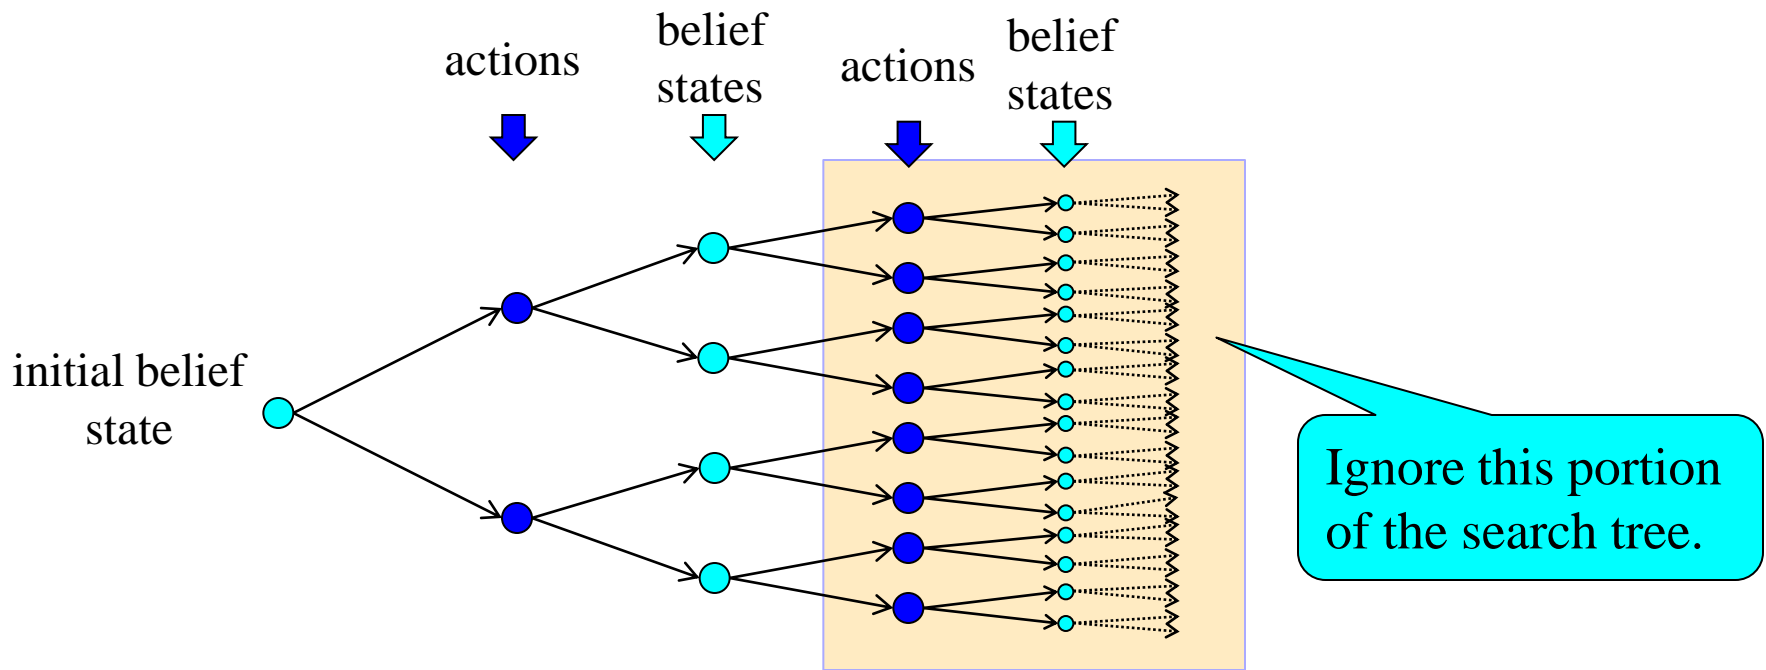 actions
belief
states
actions
belief
states
initial belief
state
Ignore this portion
of the search tree.